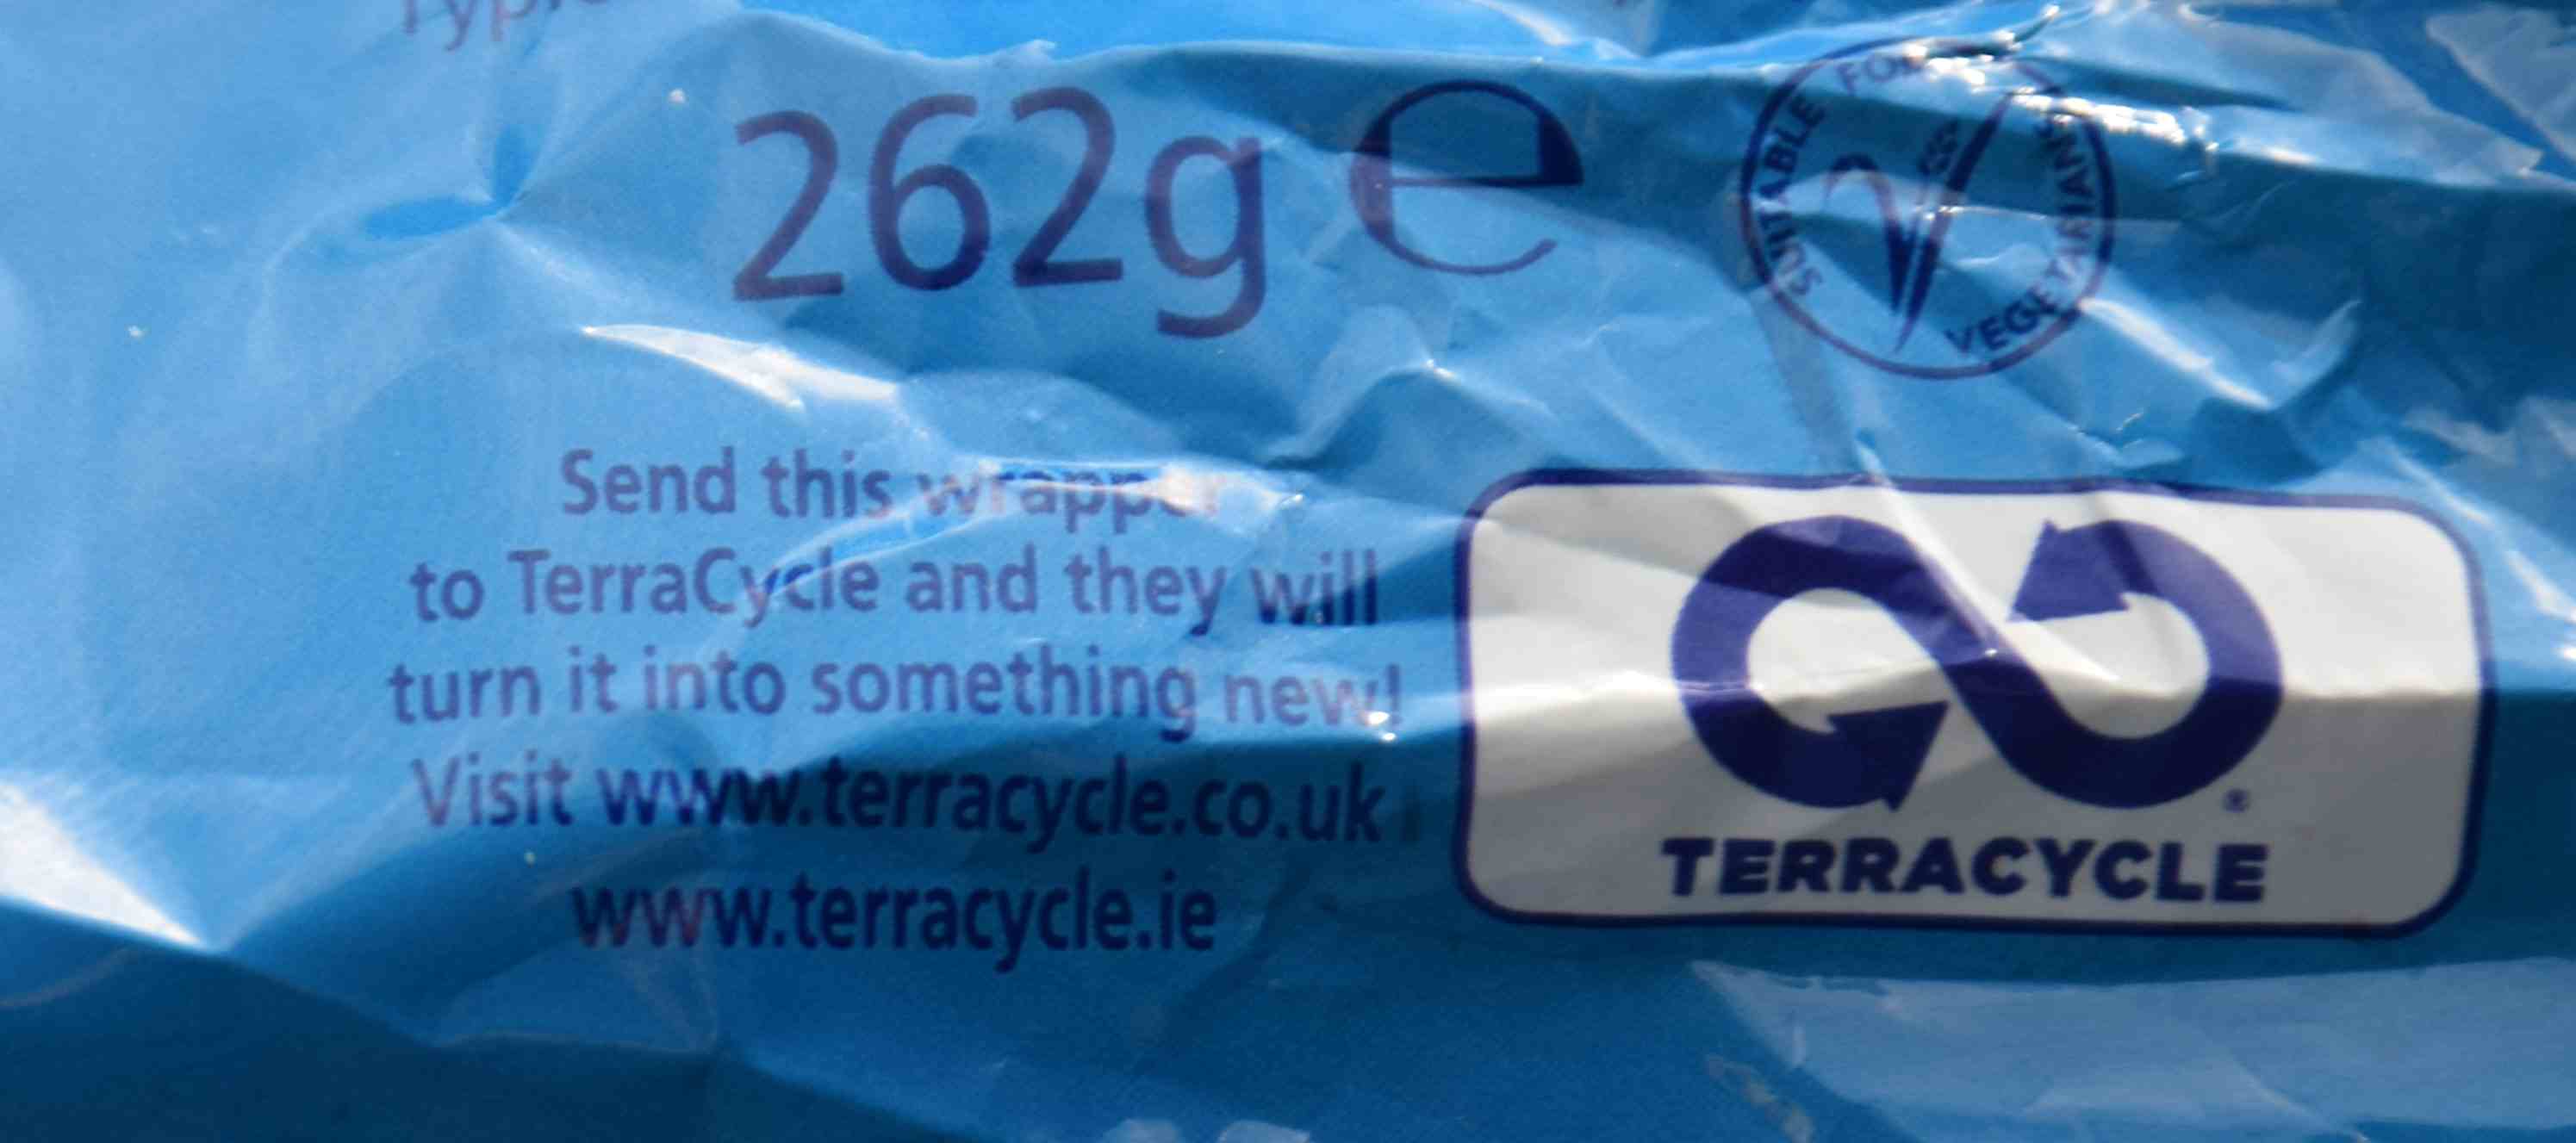 262g e
SUITABLE FOR VEGETARIANS
Send this wrapper
to TerraCycle and they will
turn it into something new!
Visit www.terracycle.co.uk
www.terracycle.ie
®
TERRACYCLE